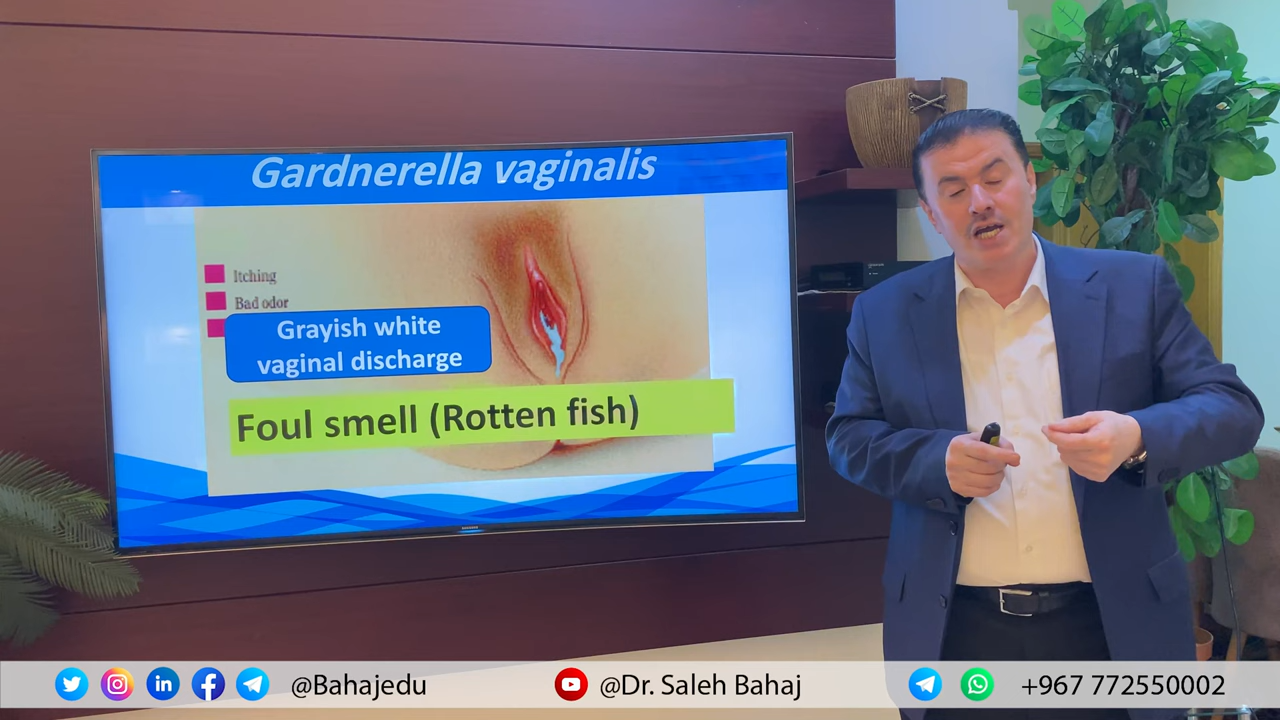 Gardnerella vaginalis
Itching
Bad odor
Grayish white
vaginal discharge
Foul smell (Rotten fish)
@Bahajedu
@Dr. Saleh Bahaj
+967 772550002